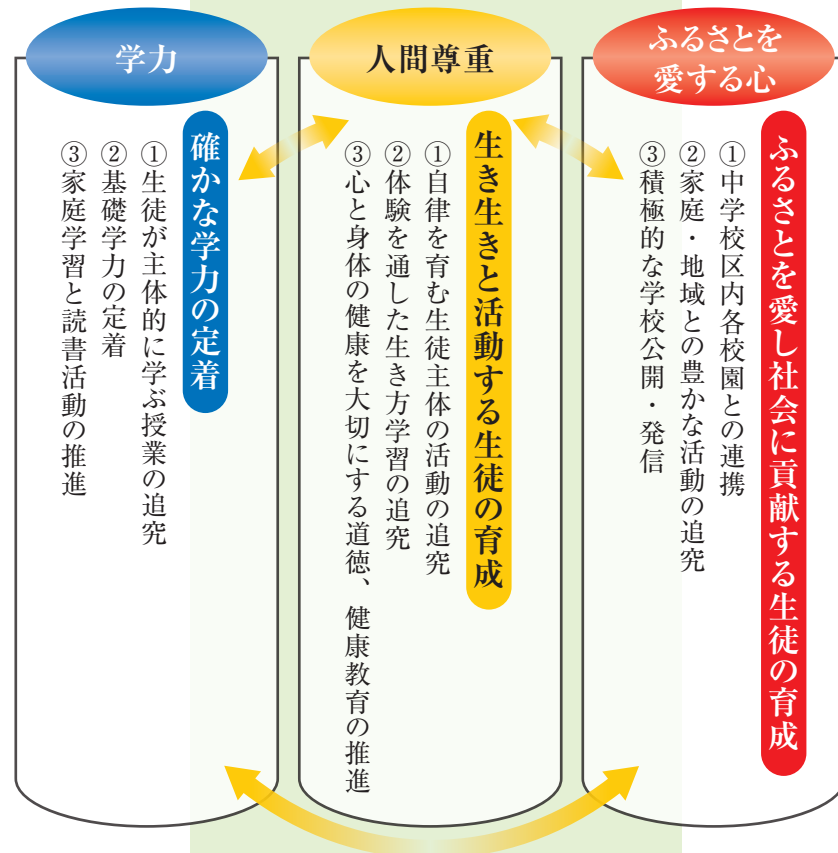 学力
確かな学力の定着
①生徒が主体的に学ぶ授業の追究
②基礎学力の定着
③家庭学習と読書活動の推進
人間尊重
生き生きと活動する生徒の育成
①自律を育む生徒主体の活動の追究
②体験を通した生き方学習の追究
③心と身体の健康を大切にする道徳、健康教育の推進
ふるさとを
愛する心
ふるさとを愛し社会に貢献する生徒の育成
①中学校区内各校園との連携
②家庭・地域との豊かな活動の追究
③積極的な学校公開・発信